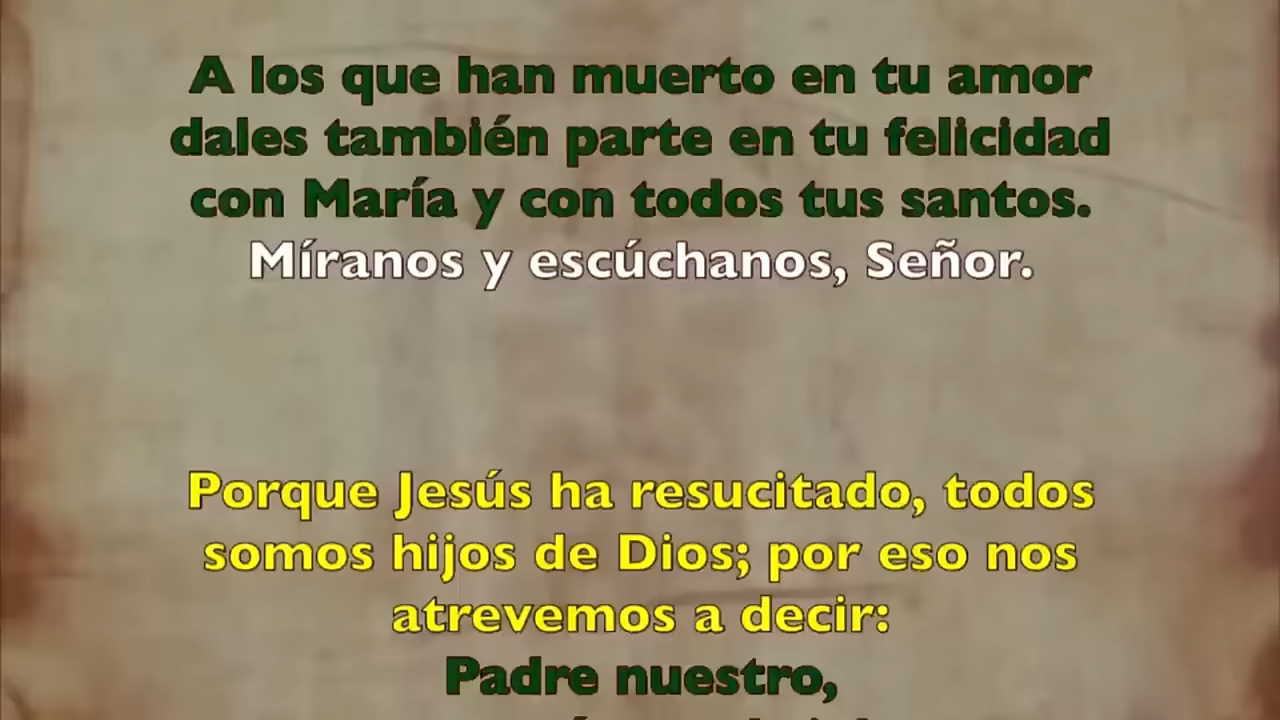 A los que han muerto en tu amor
dales también parte en tu felicidad
con María y con todos tus santos.
Míranos y escúchanos, Señor.
Porque Jesús ha resucitado, todos
somos hijos de Dios; por eso nos
atrevemos a decir:
Padre nuestro,